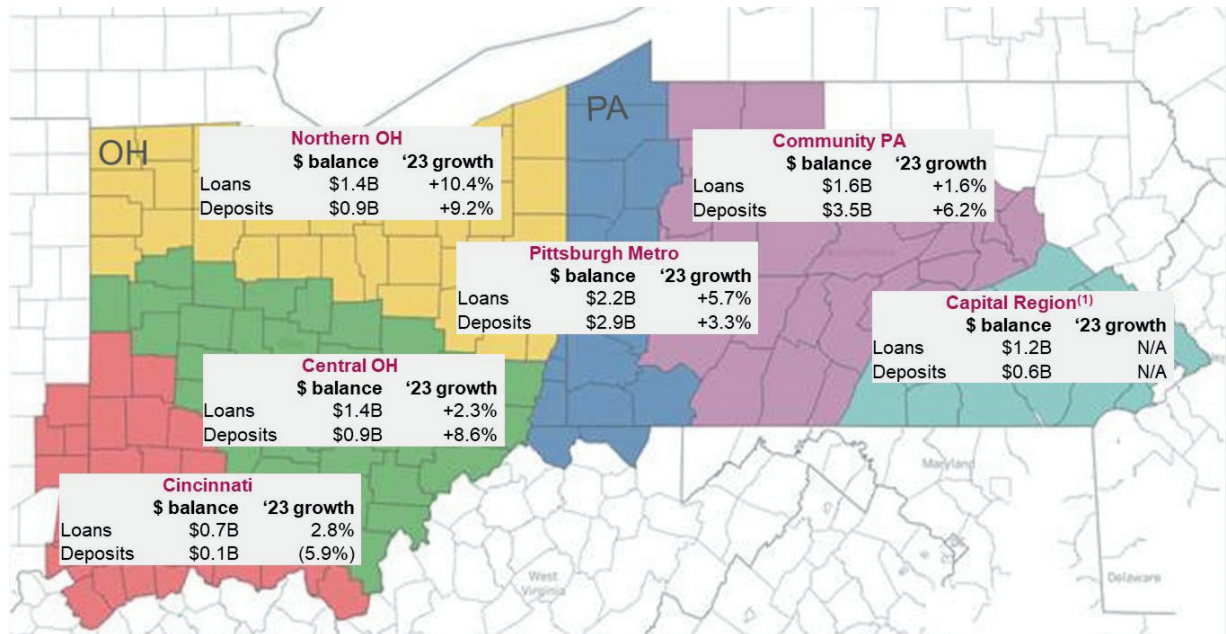 OH
PA
Northern OH
$ balance ‘23 growth
Loans $1.4B +10.4%
Deposits $0.9B +9.2%
Community PA
$ balance ‘23 growth
Loans $1.6B +1.6%
Deposits $3.5B +6.2%
Pittsburgh Metro
$ balance ‘23 growth
Loans $2.2B +5.7%
Deposits $2.9B +3.3%
Capital Region(1)
$ balance ‘23 growth
Loans $1.2B N/A
Deposits $0.6B N/A
Central OH
$ balance ‘23 growth
Loans $1.4B +2.3%
Deposits $0.9B +8.6%
Cincinnati
$ balance ‘23 growth
Loans $0.7B 2.8%
Deposits $0.1B (5.9%)
Maryland
West
Virginia
Delaware